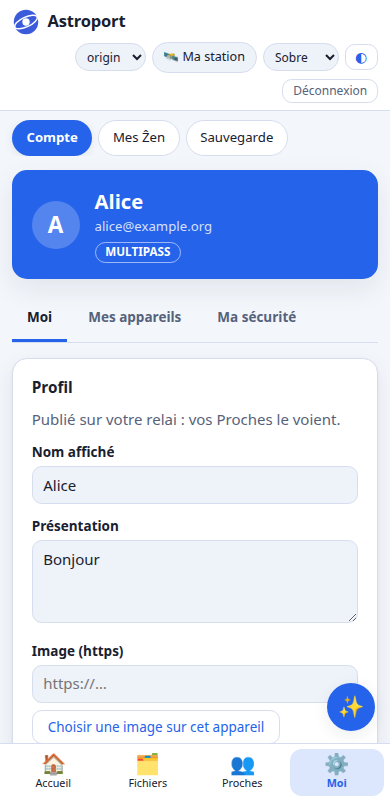 Astroport
origin
Ma station
Sobre
Déconnexion
Compte
Mes Ẑen
Sauvegarde
A
Alice
alice@example.org
MULTIPASS
Moi
Mes appareils
Ma sécurité
Profil
Publié sur votre relai : vos Proches le voient.
Nom affiché
Alice
Présentation
Bonjour
Image (https)
https://...
Choisir une image sur cet appareil
Accueil
Fichiers
Proches
Moi